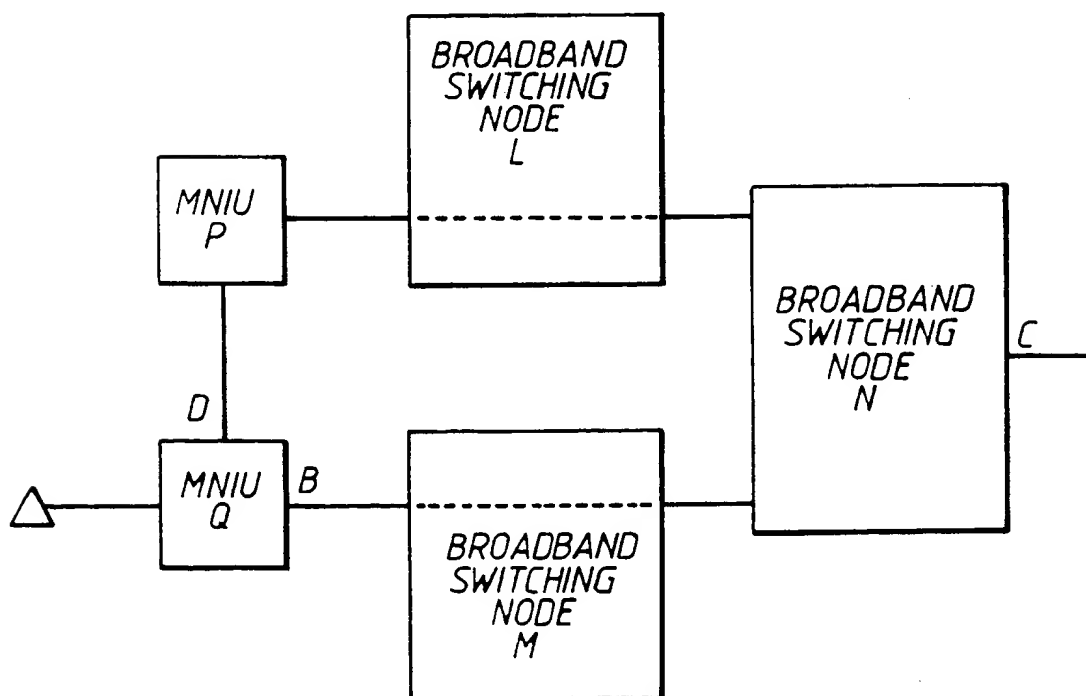 BROADBAND
SWITCHING
NODE
L
MNIU
P
BROADBAND
SWITCHING
NODE
N
C
D
MNIU
Q
B
BROADBAND
SWITCHING
NODE
M